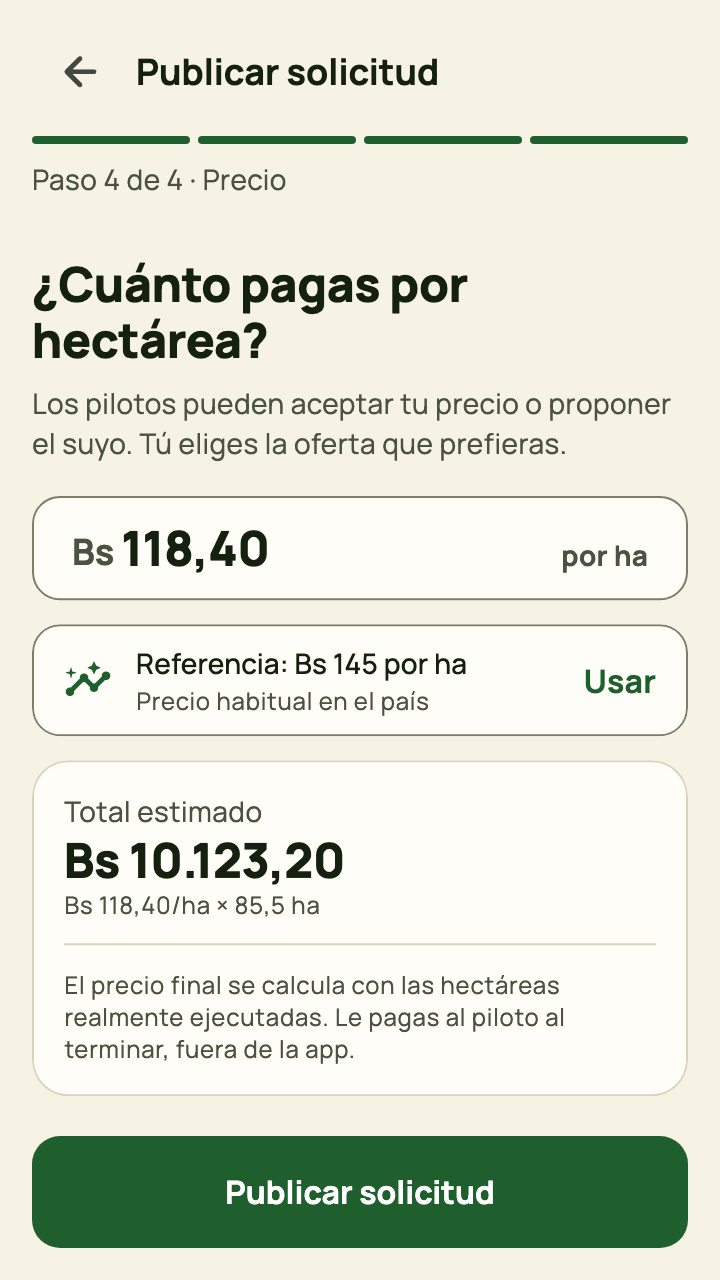 Publicar solicitud
Paso 4 de 4 · Precio
¿Cuánto pagas por
hectárea?
Los pilotos pueden aceptar tu precio o proponer
el suyo. Tú eliges la oferta que prefieras.
Bs 118,40 por ha
Referencia: Bs 145 por ha
Precio habitual en el país
Usar
Total estimado
Bs 10.123,20
Bs 118,40/ha × 85,5 ha
El precio final se calcula con las hectáreas
realmente ejecutadas. Le pagas al piloto al
terminar, fuera de la app.
Publicar solicitud